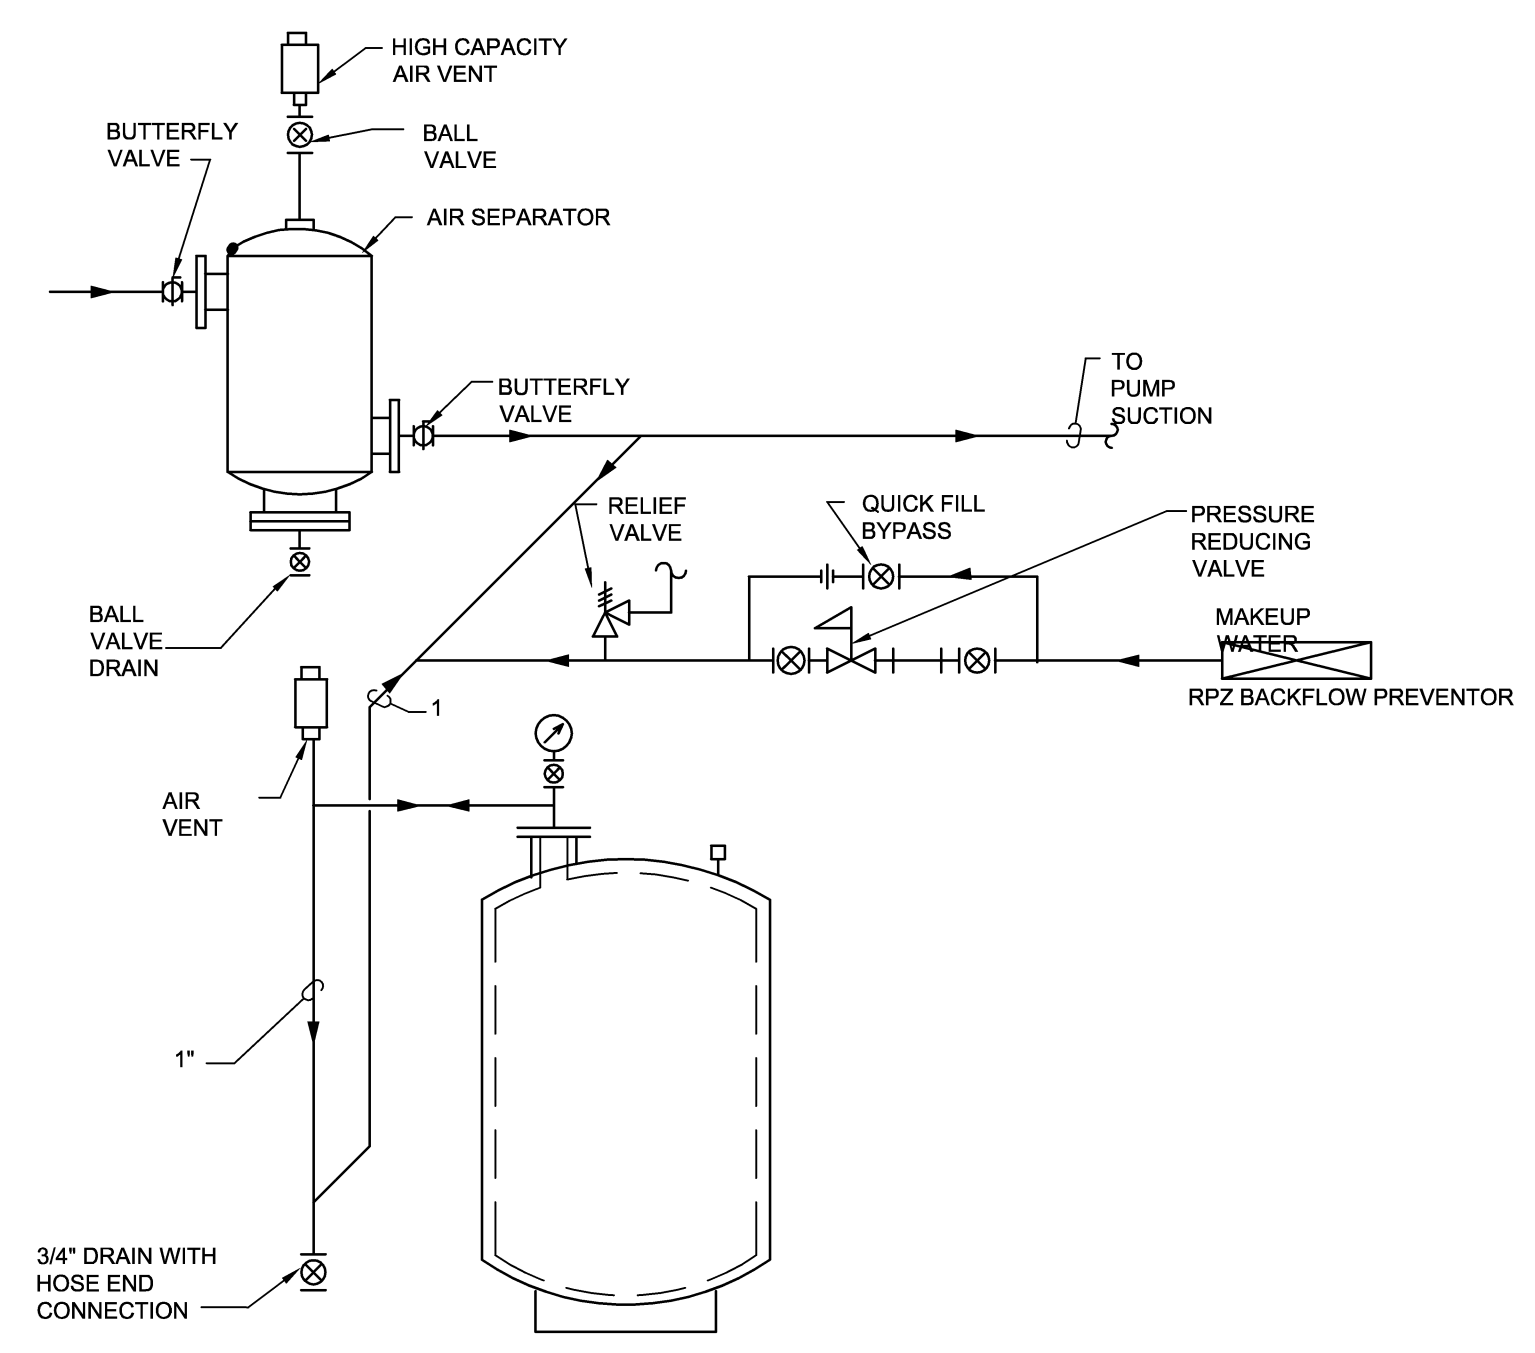 HIGH CAPACITY
AIR VENT
BUTTERFLY
VALVE
BALL
VALVE
AIR SEPARATOR
TO
PUMP
SUCTION
BUTTERFLY
VALVE
RELIEF
VALVE
QUICK FILL
BYPASS
PRESSURE
REDUCING
VALVE
BALL
VALVE
DRAIN
MAKEUP
WATER
RPZ BACKFLOW PREVENTOR
1
AIR
VENT
1"
3/4" DRAIN WITH
HOSE END
CONNECTION